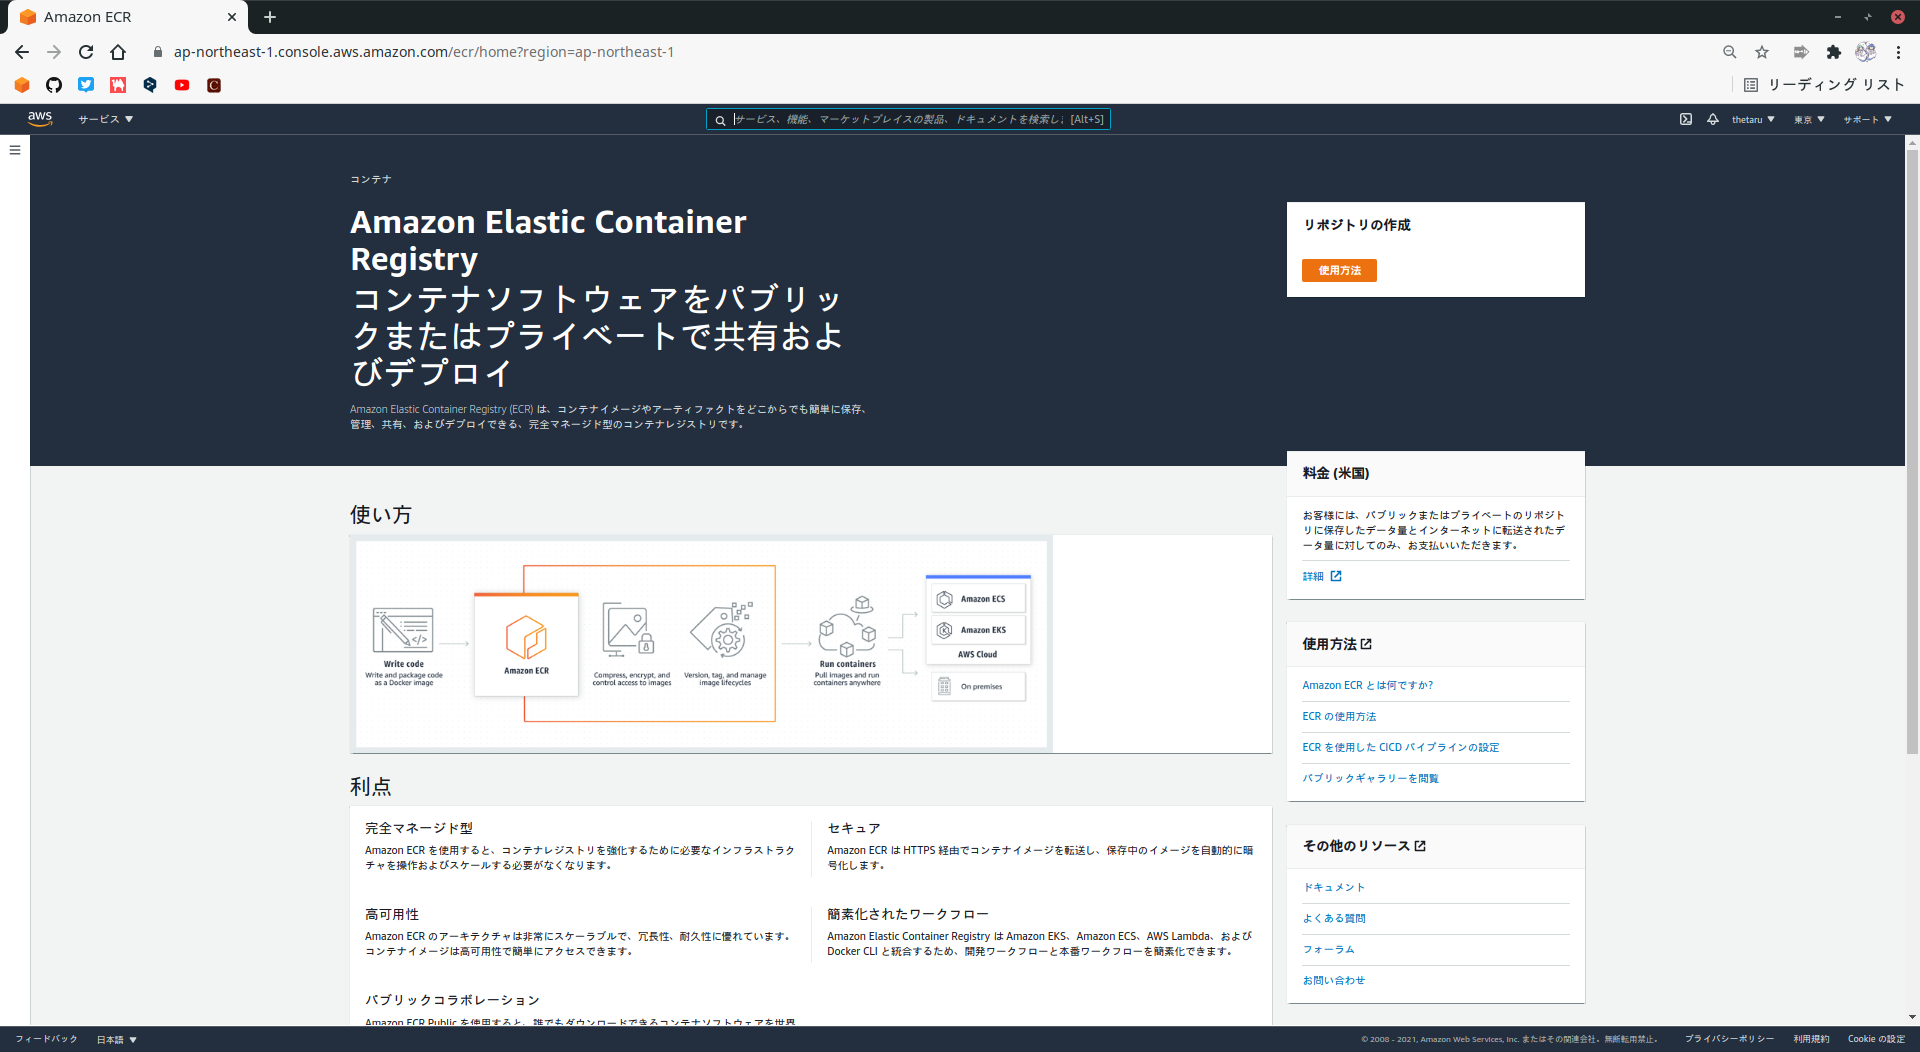 Amazon ECR
ap-northeast-1.console.aws.amazon.com/ecr/home?region=ap-northeast-1
リーディング リスト
aws
サービス
サービス、機能、マーケットプレイスの製品、ドキュメントを検索し [Alt+S]
thetaru
東京
サポート
コンテナ
Amazon Elastic Container
Registry
コンテナソフトウェアをパブリッ
クまたはプライベートで共有およ
びデプロイ
Amazon Elastic Container Registry (ECR) は、コンテナイメージやアーティファクトをどこからでも簡単に保存、
管理、共有、およびデプロイできる、完全マネージド型のコンテナレジストリです。
リポジトリの作成
使用方法
料金 (米国)
お客様には、パブリックまたはプライベートのリポジト
リに保存したデータ量とインターネットに転送されたデ
ータ量に対してのみ、お支払いいただきます。
詳細
使い方
Write code
Write and package code
as a Docker image
Amazon ECR
Compress, encrypt, and
control access to images
Version, tag, and manage
image lifecycles
Run containers
Pull images and run
containers anywhere
Amazon ECS
Amazon EKS
AWS Cloud
On premises
使用方法
Amazon ECR とは何ですか?
ECR の使用方法
ECR を使用した CICD パイプラインの設定
パブリックギャラリーを閲覧
利点
完全マネージド型
Amazon ECR を使用すると、コンテナレジストリを強化するために必要なインフラストラク
チャを操作およびスケールする必要がなくなります。
セキュア
Amazon ECR は HTTPS 経由でコンテナイメージを転送し、保存中のイメージを自動的に暗
号化します。
高可用性
Amazon ECR のアーキテクチャは非常にスケーラブルで、冗長性、耐久性に優れています。
コンテナイメージは高可用性で簡単にアクセスできます。
簡素化されたワークフロー
Amazon Elastic Container Registry は Amazon EKS、Amazon ECS、AWS Lambda、および
Docker CLI と統合するため、開発ワークフローと本番ワークフローを簡素化できます。
パブリックコラボレーション
Amazon ECR Public を使用すると、誰でもダウンロードできるコンテナソフトウェアを世界
その他のリソース
ドキュメント
よくある質問
フォーラム
お問い合わせ
フィードバック
日本語
© 2008 - 2021, Amazon Web Services, Inc. またはその関連会社。無断転用禁止。
プライバシーポリシー
利用規約
Cookie の設定